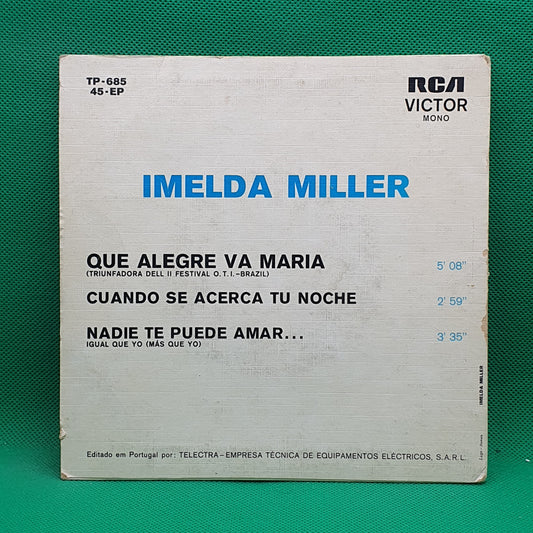 TP-685
45-EP
RCA
VICTOR
MONO
IMELDA MILLER
QUE ALEGRE VA MARIA 5' 08"
(TRIUNFADORA DELL II FESTIVAL O. T. I. – BRAZIL)
CUANDO SE ACERCA TU NOCHE 2' 59"
NADIE TE PUEDE AMAR... 3' 35"
IGUAL QUE YO (MÁS QUE YO)
IMELDA MILLER
Editado em Portugal por: TELECTRA – EMPRESA TÉCNICA DE EQUIPAMENTOS ELÉCTRICOS, S. A. R. L.